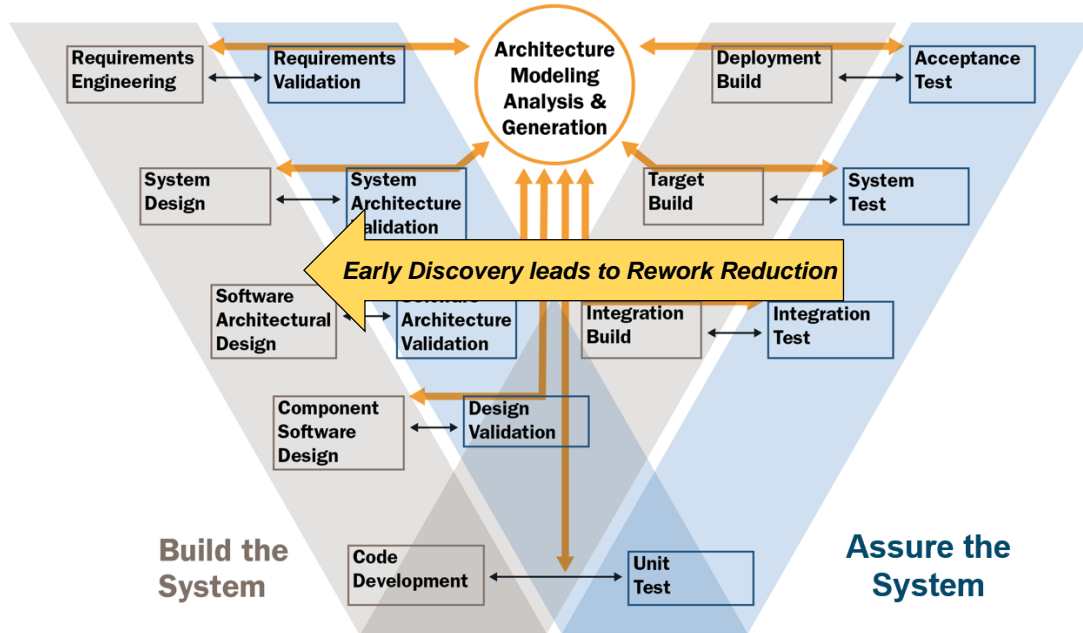 Requirements
Engineering
Requirements
Validation
Architecture
Modeling
Analysis &
Generation
Deployment
Build
Acceptance
Test
System
Design
System
Architecture
Validation
Target
Build
System
Test
Early Discovery leads to Rework Reduction
Software
Architectural
Design
Software
Architecture
Validation
Integration
Build
Integration
Test
Component
Software
Design
Design
Validation
Build the
System
Code
Development
Unit
Test
Assure the
System